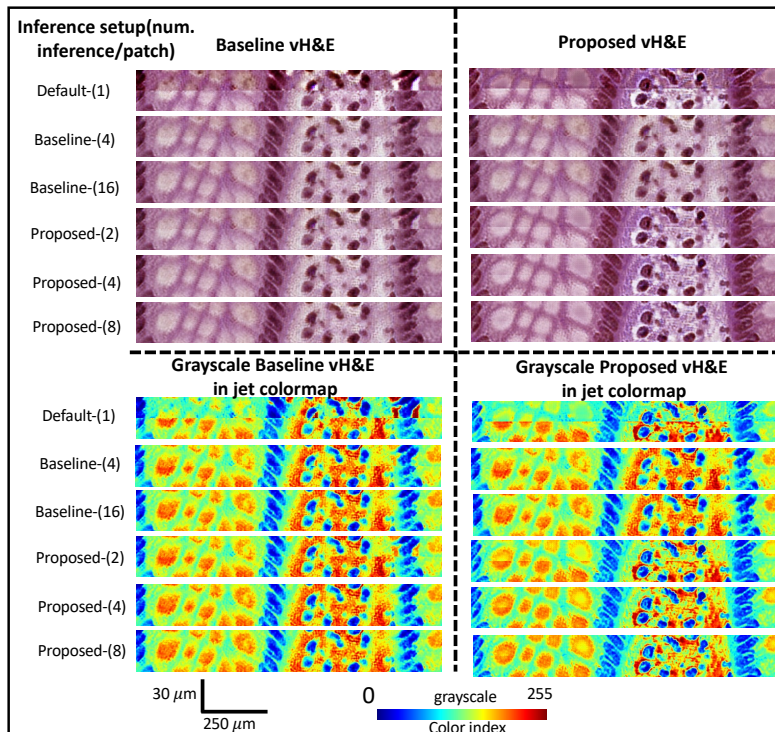 Inference setup(num.
inference/patch)
Baseline vH&E
Proposed vH&E
Default-(1)
Baseline-(4)
Baseline-(16)
Proposed-(2)
Proposed-(4)
Proposed-(8)
Grayscale Baseline vH&E
in jet colormap
Grayscale Proposed vH&E
in jet colormap
Default-(1)
Baseline-(4)
Baseline-(16)
Proposed-(2)
Proposed-(4)
Proposed-(8)
30 μm
250 μm
0 grayscale 255
Color index